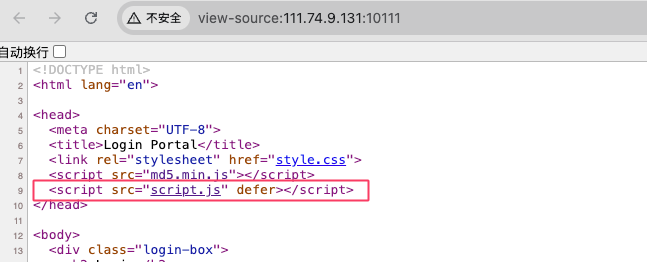 不安全 view-source:111.74.9.131:10111
自动换行
1 <!DOCTYPE html>
2 <html lang="en">
3
4 <head>
5 <meta charset="UTF-8">
6 <title>Login Portal</title>
7 <link rel="stylesheet" href="style.css">
8 <script src="md5.min.js"></script>
9 <script src="script.js" defer></script>
10 </head>
11
12 <body>
13 <div class="login-box">